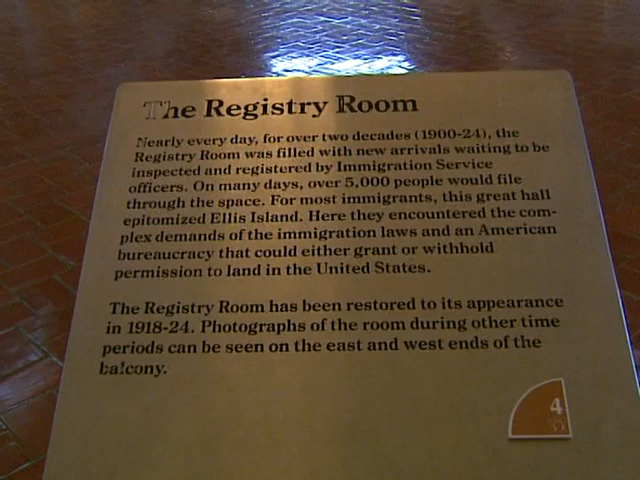 The Registry Room
Nearly every day, for over two decades (1900-24), the
Registry Room was filled with new arrivals waiting to be
inspected and registered by Immigration Service
officers. On many days, over 5,000 people would file
through the space. For most immigrants, this great hall
epitomized Ellis Island. Here they encountered the com-
plex demands of the immigration laws and an American
bureaucracy that could either grant or withhold
permission to land in the United States.
The Registry Room has been restored to its appearance
in 1918-24. Photographs of the room during other time
periods can be seen on the east and west ends of the
balcony.
4